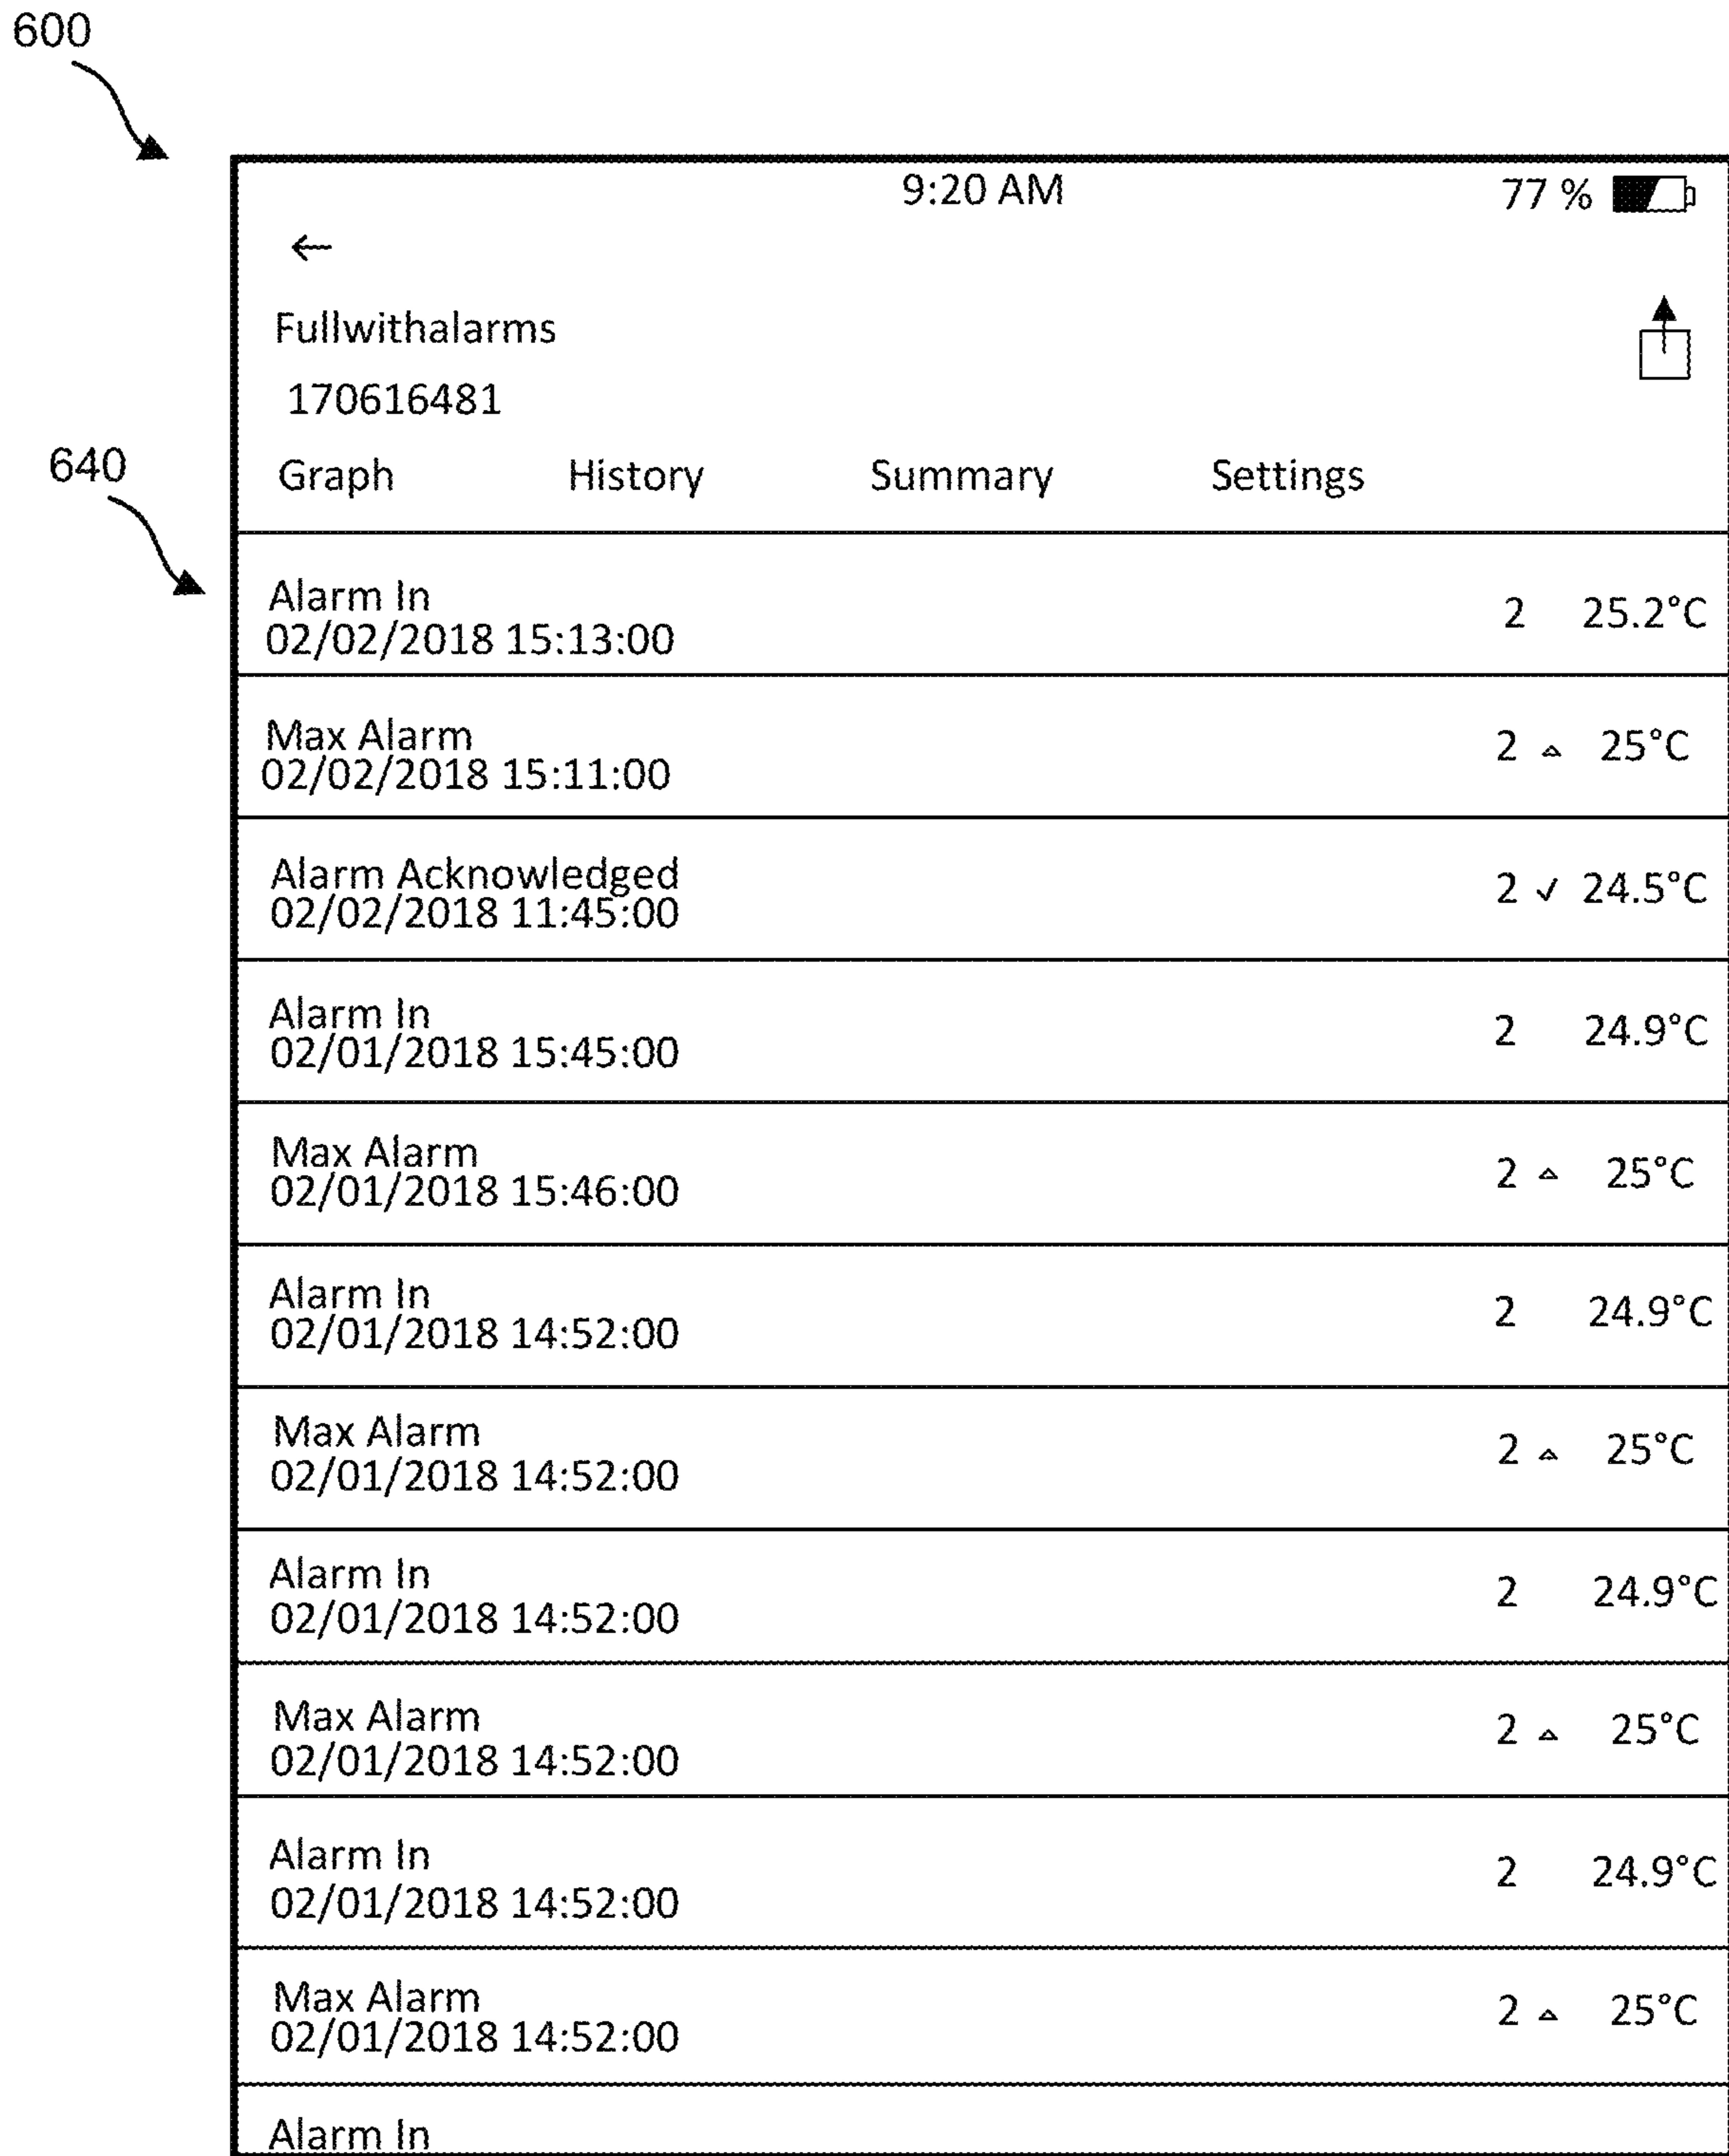 600
9:20 AM 77 %
←
Fullwithalarms
170616481
640
Graph History Summary Settings
Alarm In
02/02/2018 15:13:00
2 25.2°C
Max Alarm
02/02/2018 15:11:00
2 25°C
Alarm Acknowledged
02/02/2018 11:45:00
2 ✓ 24.5°C
Alarm In
02/01/2018 15:45:00
2 24.9°C
Max Alarm
02/01/2018 15:46:00
2 25°C
Alarm In
02/01/2018 14:52:00
2 24.9°C
Max Alarm
02/01/2018 14:52:00
2 25°C
Alarm In
02/01/2018 14:52:00
2 24.9°C
Max Alarm
02/01/2018 14:52:00
2 25°C
Alarm In
02/01/2018 14:52:00
2 24.9°C
Max Alarm
02/01/2018 14:52:00
2 25°C
Alarm In